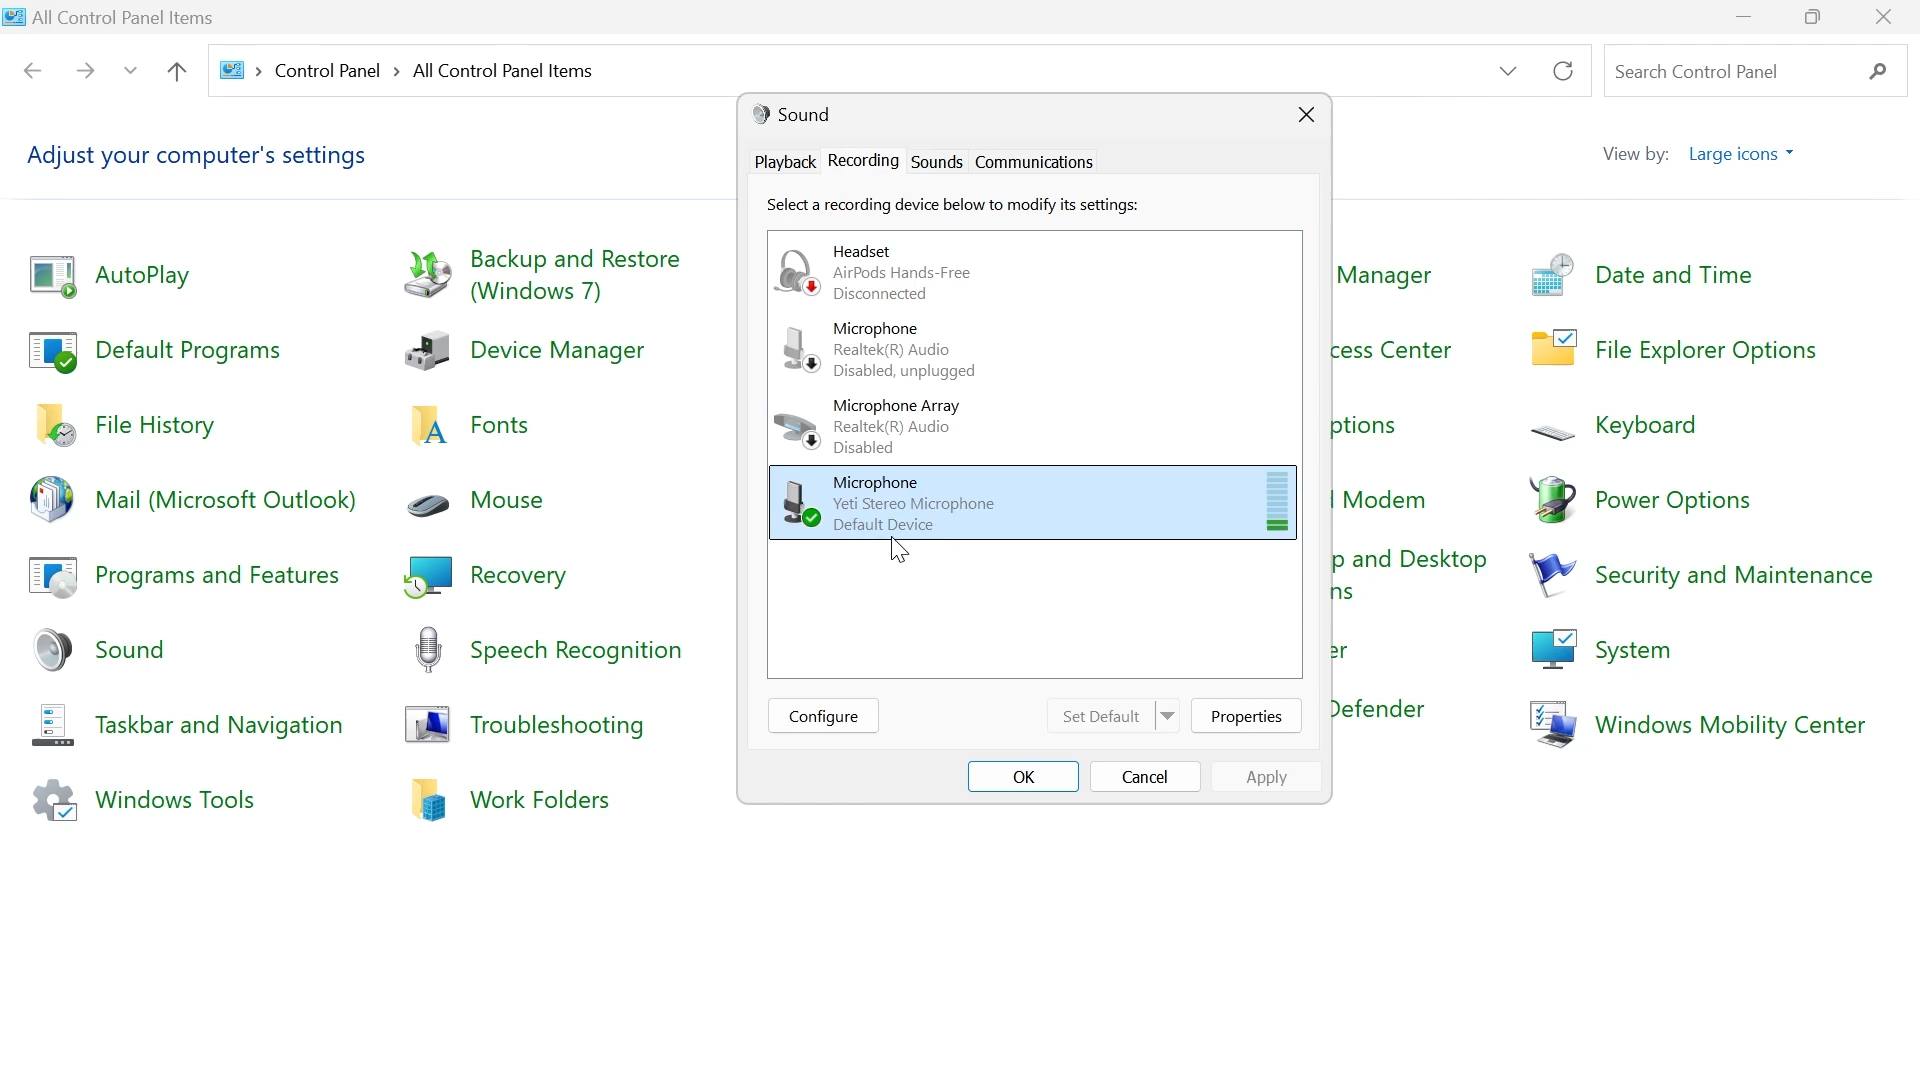 All Control Panel Items
Control Panel > All Control Panel Items
Search Control Panel
Adjust your computer's settings
View by: Large icons
AutoPlay
Backup and Restore
(Windows 7)
Manager
Date and Time
Default Programs
Device Manager
cess Center
File Explorer Options
File History
Fonts
ptions
Keyboard
Mail (Microsoft Outlook)
Mouse
Modem
Power Options
Programs and Features
Recovery
p and Desktop
ns
Security and Maintenance
Sound
Speech Recognition
er
System
Taskbar and Navigation
Troubleshooting
Defender
Windows Mobility Center
Windows Tools
Work Folders
Sound
Playback Recording Sounds Communications
Select a recording device below to modify its settings:
Headset
AirPods Hands-Free
Disconnected
Microphone
Realtek(R) Audio
Disabled, unplugged
Microphone Array
Realtek(R) Audio
Disabled
Microphone
Yeti Stereo Microphone
Default Device
Configure
Set Default
Properties
OK
Cancel
Apply